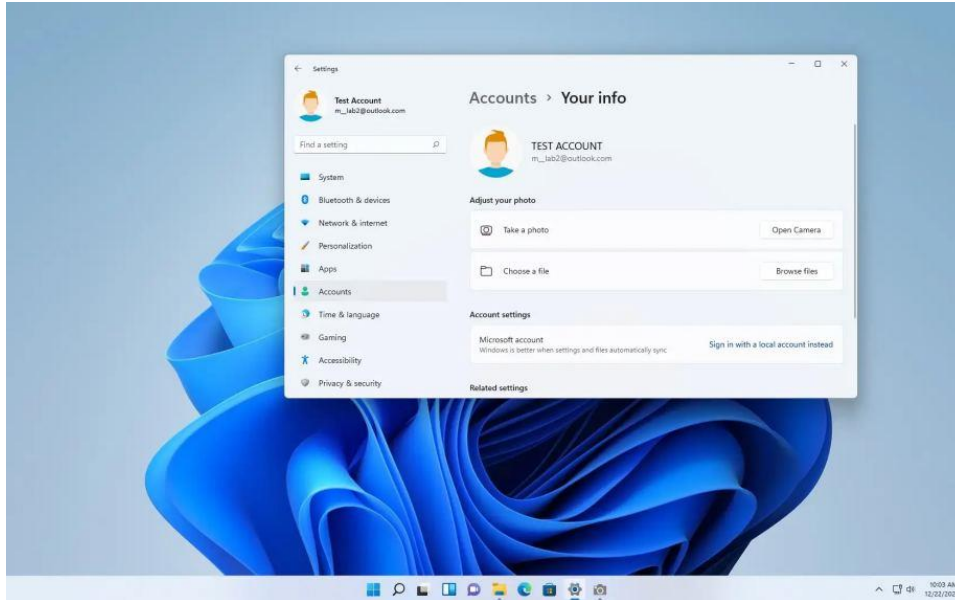 Settings
Test Account
m_lab2@outlook.com
Find a setting
System
Bluetooth & devices
Network & internet
Personalization
Apps
Accounts
Time & language
Gaming
Accessibility
Privacy & security
Accounts > Your info
TEST ACCOUNT
m_lab2@outlook.com
Adjust your photo
Take a photo
Open Camera
Choose a file
Browse files
Account settings
Microsoft account
Windows is better when settings and files automatically sync
Sign in with a local account instead
Related settings
10:03 AM